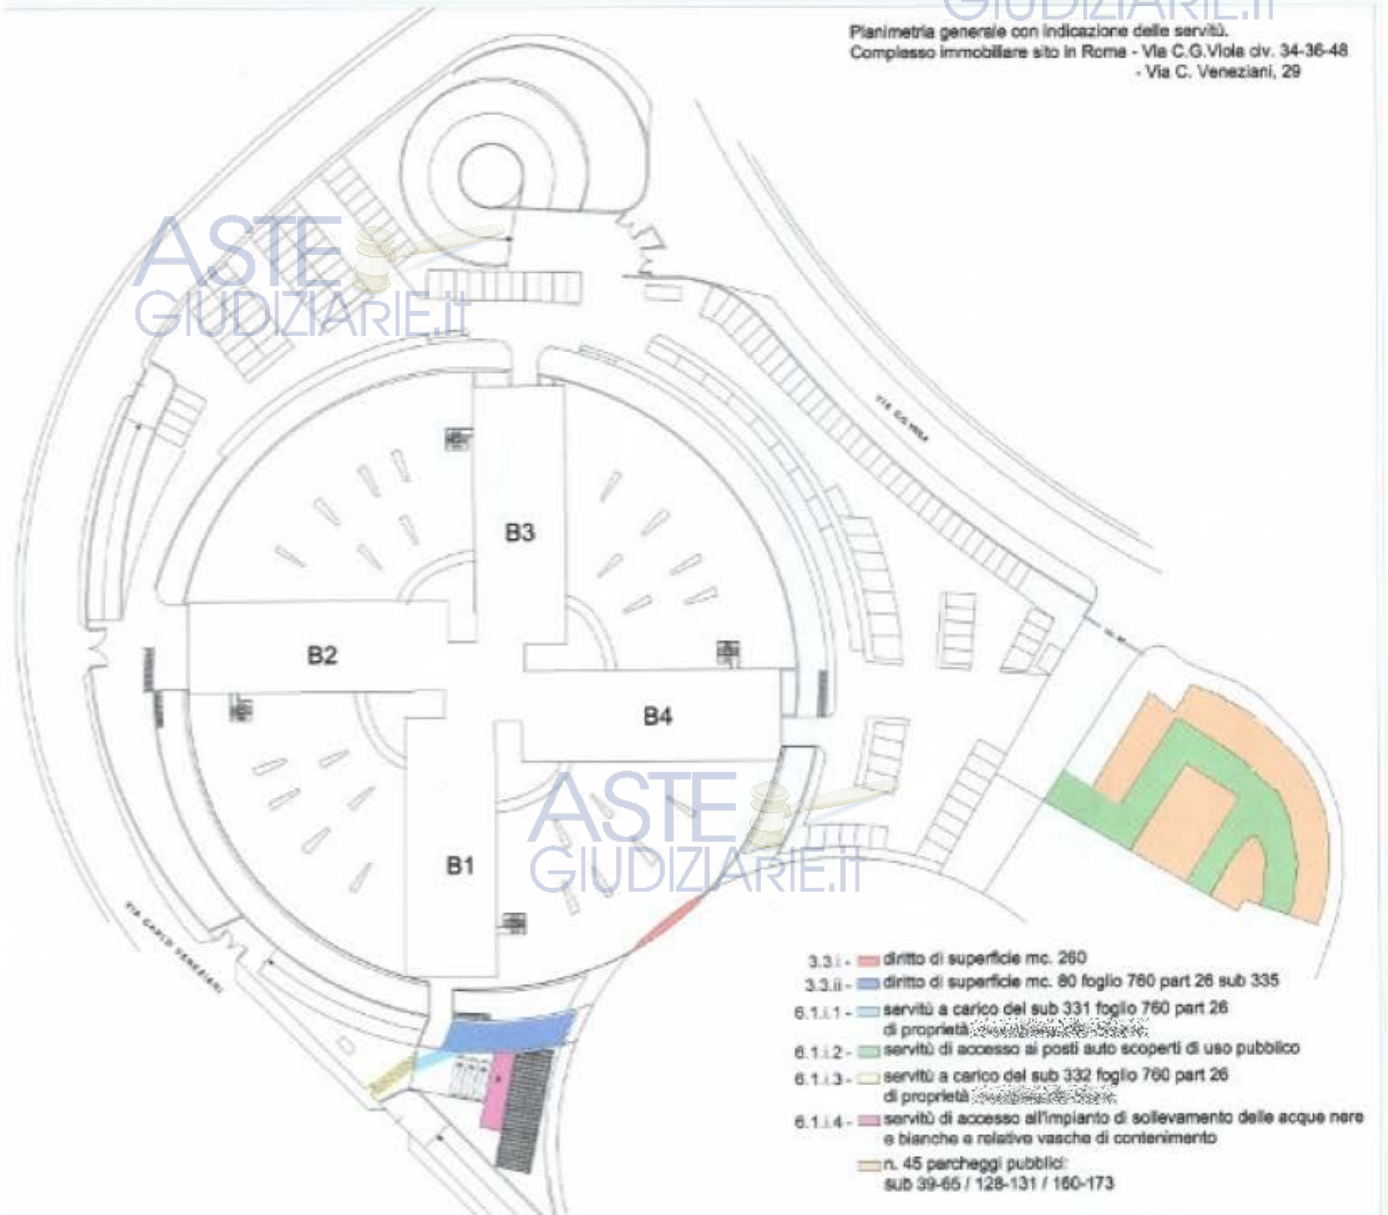 GIUDIZIARIE.it
Planimetria generale con indicazione delle servitù.
Complesso immobiliare sito in Roma - Via C.G.Viola civ. 34-36-48
- Via C. Veneziani, 29
ASTE
GIUDIZIARIE.it
VIA C.G. VIOLA
B3
B2
B4
ASTE
GIUDIZIARIE.it
B1
VIA CARLO VENEZIANI
3.3.i - diritto di superficie mc. 260
3.3.ii - diritto di superficie mc. 80 foglio 760 part 26 sub 335
6.1.i.1 - servitù a carico del sub 331 foglio 760 part 26
di proprietà
6.1.i.2 - servitù di accesso ai posti auto scoperti di uso pubblico
6.1.i.3 - servitù a carico del sub 332 foglio 760 part 26
di proprietà
6.1.i.4 - servitù di accesso all'impianto di sollevamento delle acque nere
e bianche e relative vasche di contenimento
n. 45 parcheggi pubblici:
sub 39-65 / 128-131 / 160-173